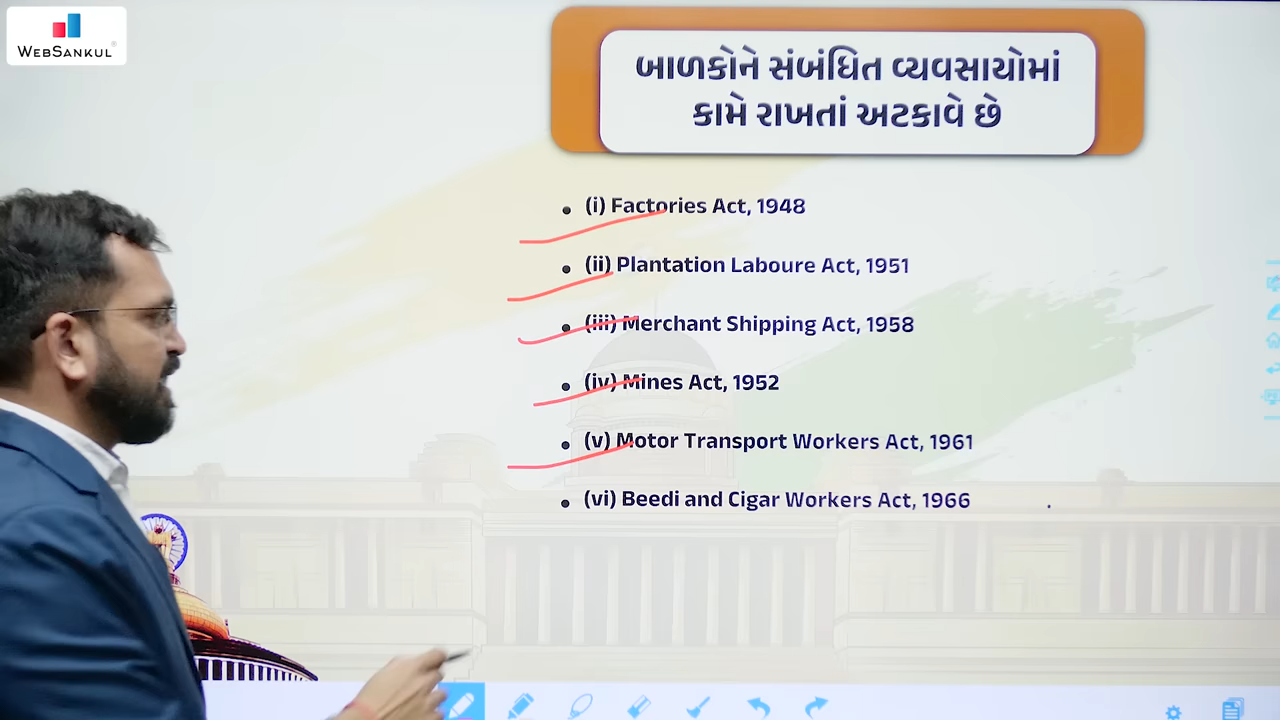 WEBSANKUL®
બાળકોને સંબંધિત વ્યવસાયોમાં
કામે રાખતાં અટકાવે છે
• (i) Factories Act, 1948
• (ii) Plantation Laboure Act, 1951
• (iii) Merchant Shipping Act, 1958
• (iv) Mines Act, 1952
• (v) Motor Transport Workers Act, 1961
• (vi) Beedi and Cigar Workers Act, 1966